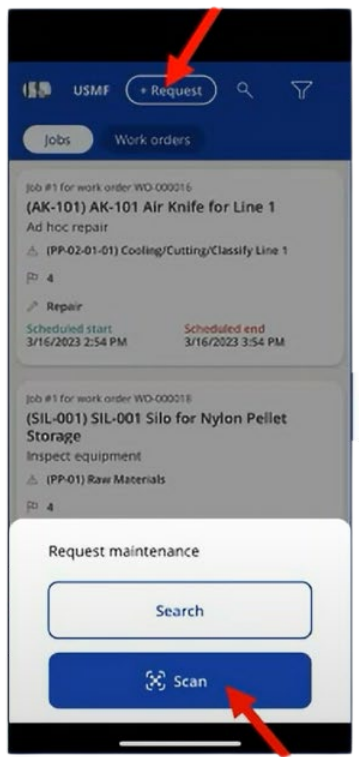 USMF + Request
Jobs Work orders
Job #1 for work order WO-000016
(AK-101) AK-101 Air Knife for Line 1
Ad hoc repair
(PP-02-01-01) Cooling/Cutting/Classify Line 1
4
Repair
Scheduled start Scheduled end
3/16/2023 2:54 PM 3/16/2023 3:54 PM
Job #1 for work order WO-000018
(SIL-001) SIL-001 Silo for Nylon Pellet
Storage
Inspect equipment
(PP-01) Raw Materials
4
Request maintenance
Search
Scan